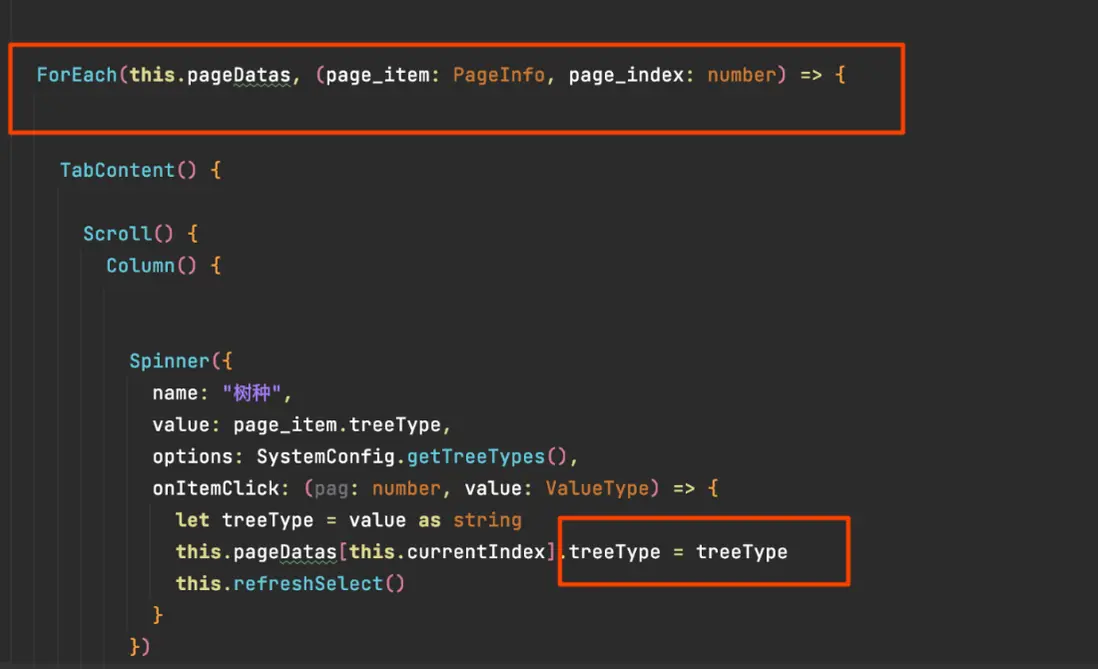 ForEach(this.pageDatas, (page_item: PageInfo, page_index: number) => {
TabContent() {
Scroll() {
Column() {
Spinner({
name: "树种",
value: page_item.treeType,
options: SystemConfig.getTreeTypes(),
onItemClick: (pag: number, value: ValueType) => {
let treeType = value as string
this.pageDatas[this.currentIndex].treeType = treeType
this.refreshSelect()
}
})